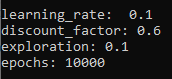 learning_rate:  0.1
discount_factor: 0.6
exploration: 0.1
epochs: 10000